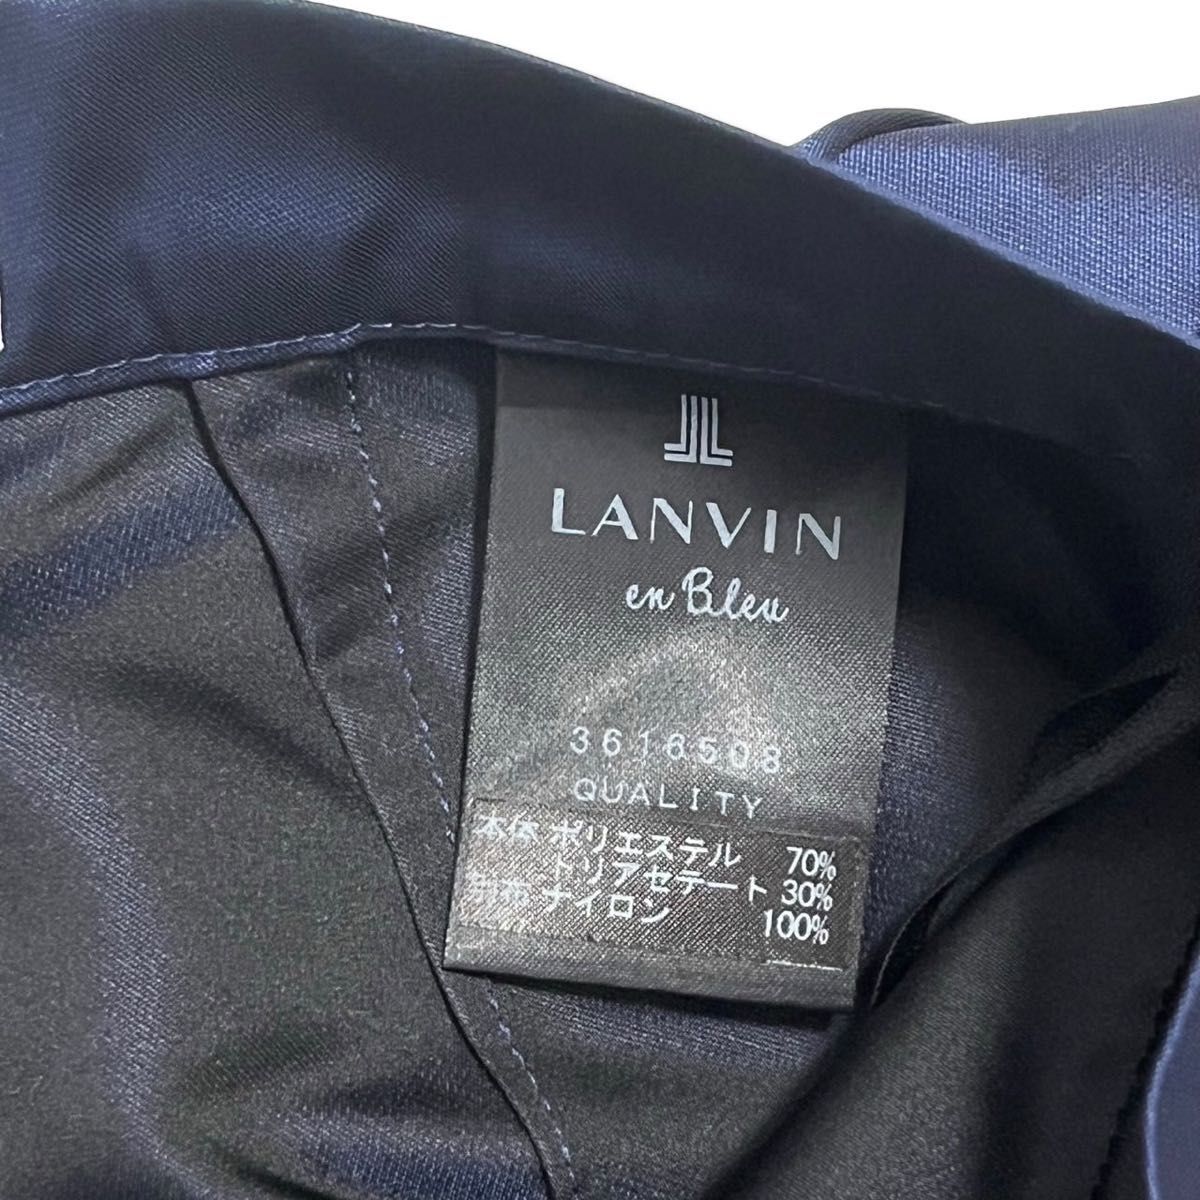 LANVIN
en Bleu
3616508
QUALITY
本体 ポリエステル 70%
トリアセテート 30%
別布 ナイロン 100%